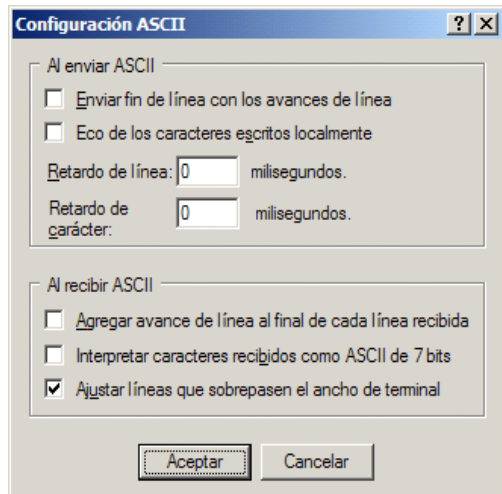 Configuración ASCII
Al enviar ASCII
Enviar fin de línea con los avances de línea
Eco de los caracteres escritos localmente
Retardo de línea: 0 milisegundos.
Retardo de
carácter: 0 milisegundos.
Al recibir ASCII
Agregar avance de línea al final de cada línea recibida
Interpretar caracteres recibidos como ASCII de 7 bits
Ajustar líneas que sobrepasen el ancho de terminal
Aceptar Cancelar